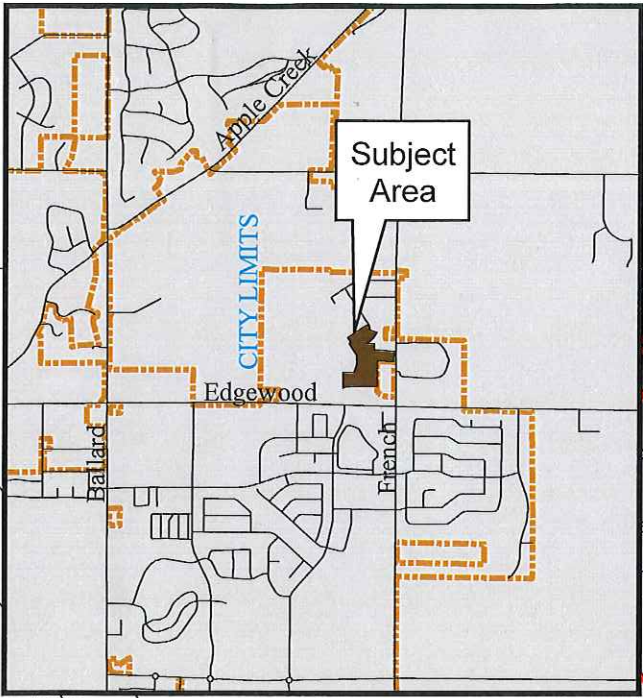 Apple Creek
Subject
Area
CITY LIMITS
Edgewood
Ballard
French